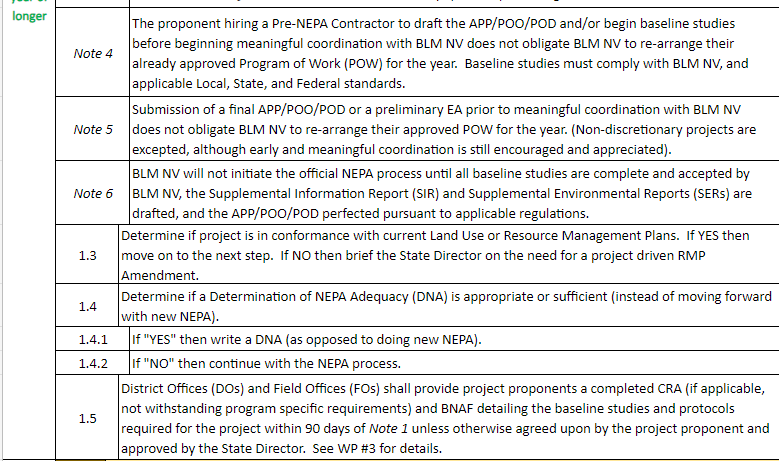 longer
The proponent hiring a Pre-NEPA Contractor to draft the APP/POO/POD and/or begin baseline studies
before beginning meaningful coordination with BLM NV does not obligate BLM NV to re-arrange their
Note 4
already approved Program of Work (POW) for the year.  Baseline studies must comply with BLM NV, and
applicable Local, State, and Federal standards.
Submission of a final APP/POO/POD or a preliminary EA prior to meaningful coordination with BLM NV
Note 5
does not obligate BLM NV to re-arrange their approved POW for the year. (Non-discretionary projects are
excepted, although early and meaningful coordination is still encouraged and appreciated).
BLM NV will not initiate the official NEPA process until all baseline studies are complete and accepted by
Note 6
BLM NV, the Supplemental Information Report (SIR) and Supplemental Environmental Reports (SERs) are
drafted, and the APP/POO/POD perfected pursuant to applicable regulations.
Determine if project is in conformance with current Land Use or Resource Management Plans.  If YES then
1.3
move on to the next step.  If NO then brief the State Director on the need for a project driven RMP
Amendment.
Determine if a Determination of NEPA Adequacy (DNA) is appropriate or sufficient (instead of moving forward
1.4
with new NEPA).
1.4.1
If "YES" then write a DNA (as opposed to doing new NEPA).
1.4.2
If "NO" then continue with the NEPA process.
District Offices (DOs) and Field Offices (FOs) shall provide project proponents a completed CRA (if applicable,
not withstanding program specific requirements) and BNAF detailing the baseline studies and protocols
1.5
required for the project within 90 days of Note 1 unless otherwise agreed upon by the project proponent and
approved by the State Director.  See WP #3 for details.